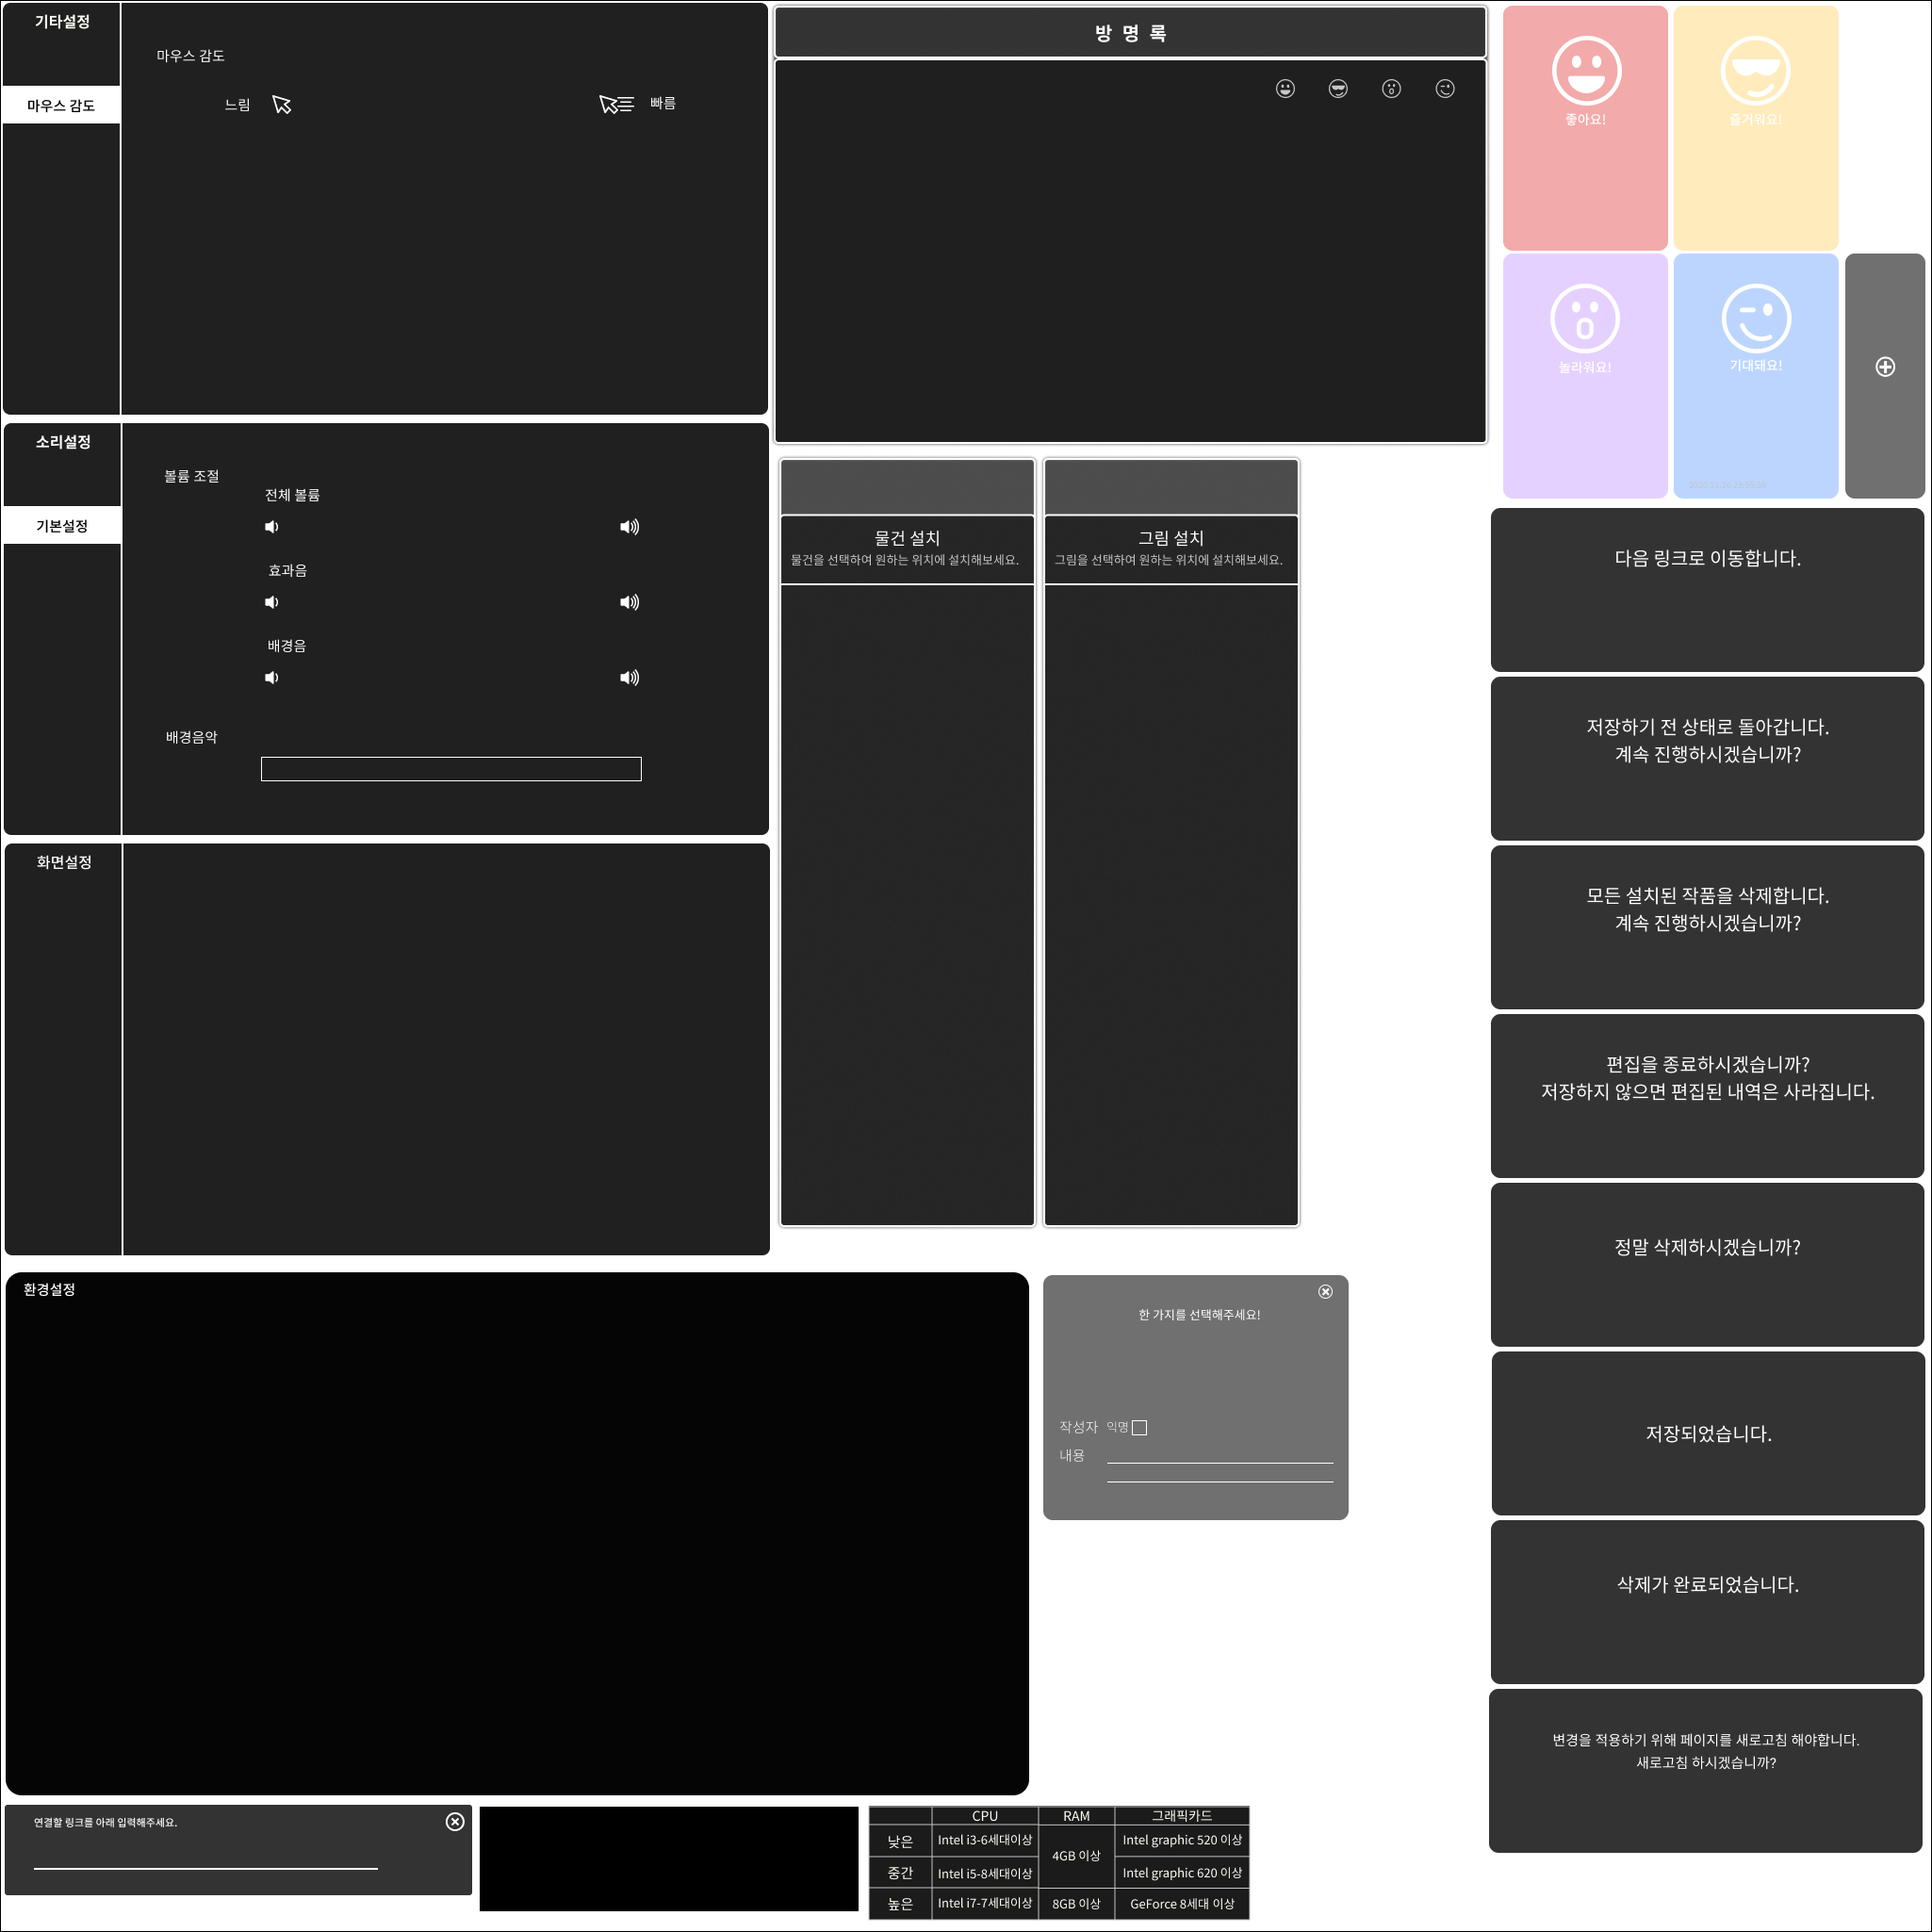 기타설정
마우스 감도
마우스 감도
느림
빠름
방 명 록
좋아요!
즐거워요!
놀라워요!
기대돼요!
소리설정
기본설정
볼륨 조절
전체 볼륨
효과음
배경음
배경음악
물건 설치
물건을 선택하여 원하는 위치에 설치해보세요.
그림 설치
그림을 선택하여 원하는 위치에 설치해보세요.
다음 링크로 이동합니다.
저장하기 전 상태로 돌아갑니다.
계속 진행하시겠습니까?
모든 설치된 작품을 삭제합니다.
계속 진행하시겠습니까?
편집을 종료하시겠습니까?
저장하지 않으면 편집된 내역은 사라집니다.
정말 삭제하시겠습니까?
저장되었습니다.
삭제가 완료되었습니다.
변경을 적용하기 위해 페이지를 새로고침 해야합니다.
새로고침 하시겠습니까?
화면설정
환경설정
한 가지를 선택해주세요!
작성자 익명
내용
연결할 링크를 아래 입력해주세요.
CPU RAM 그래픽카드
낮은 Intel i3-6세대이상 4GB 이상 Intel graphic 520 이상
중간 Intel i5-8세대이상 Intel graphic 620 이상
높은 Intel i7-7세대이상 8GB 이상 GeForce 8세대 이상